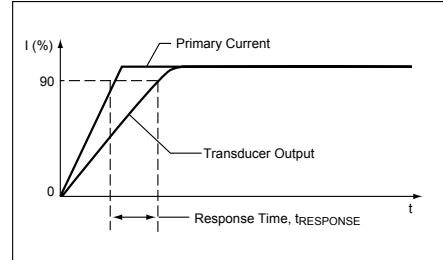 I (%)
Primary Current
90
Transducer Output
0
t
Response Time, tRESPONSE